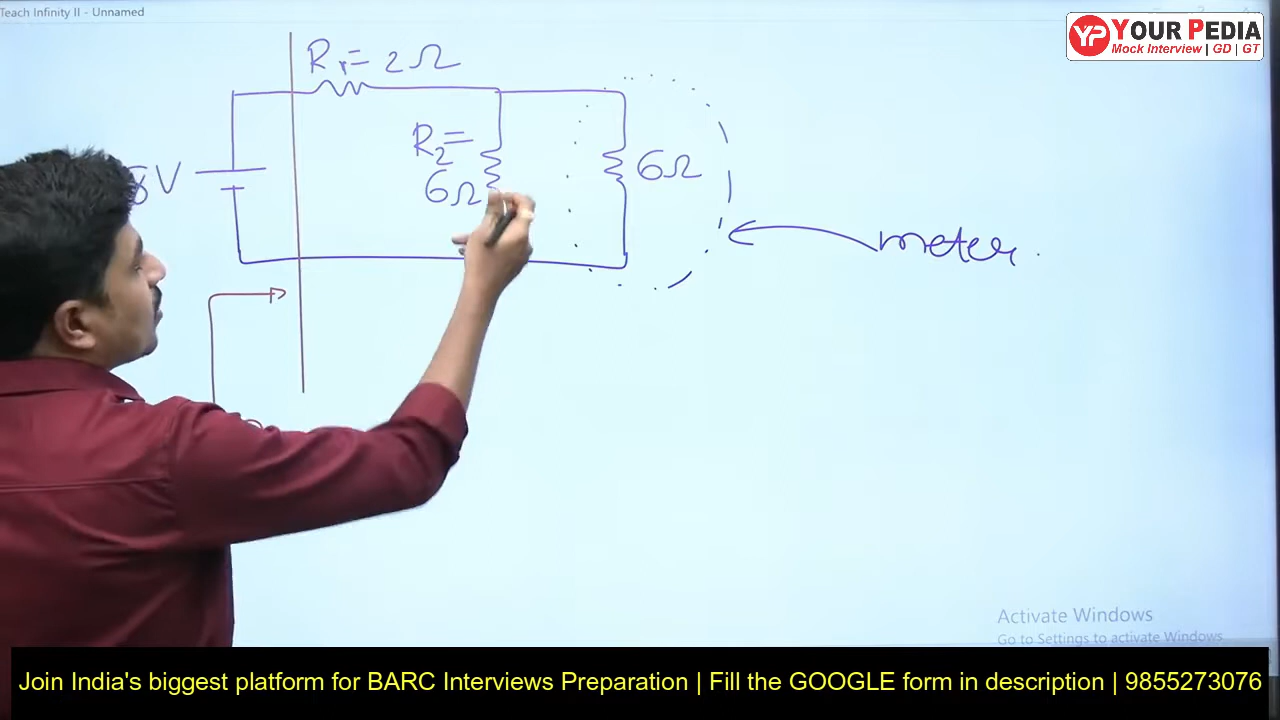 Teach Infinity II - Unnamed
YP YOUR PEDIA
Mock Interview | GD | GT
R₁ = 2Ω
8V
R₂ =
6Ω
6Ω
meter.
Activate Windows
Go to Settings to activate Windows
Join India's biggest platform for BARC Interviews Preparation | Fill the GOOGLE form in description | 9855273076